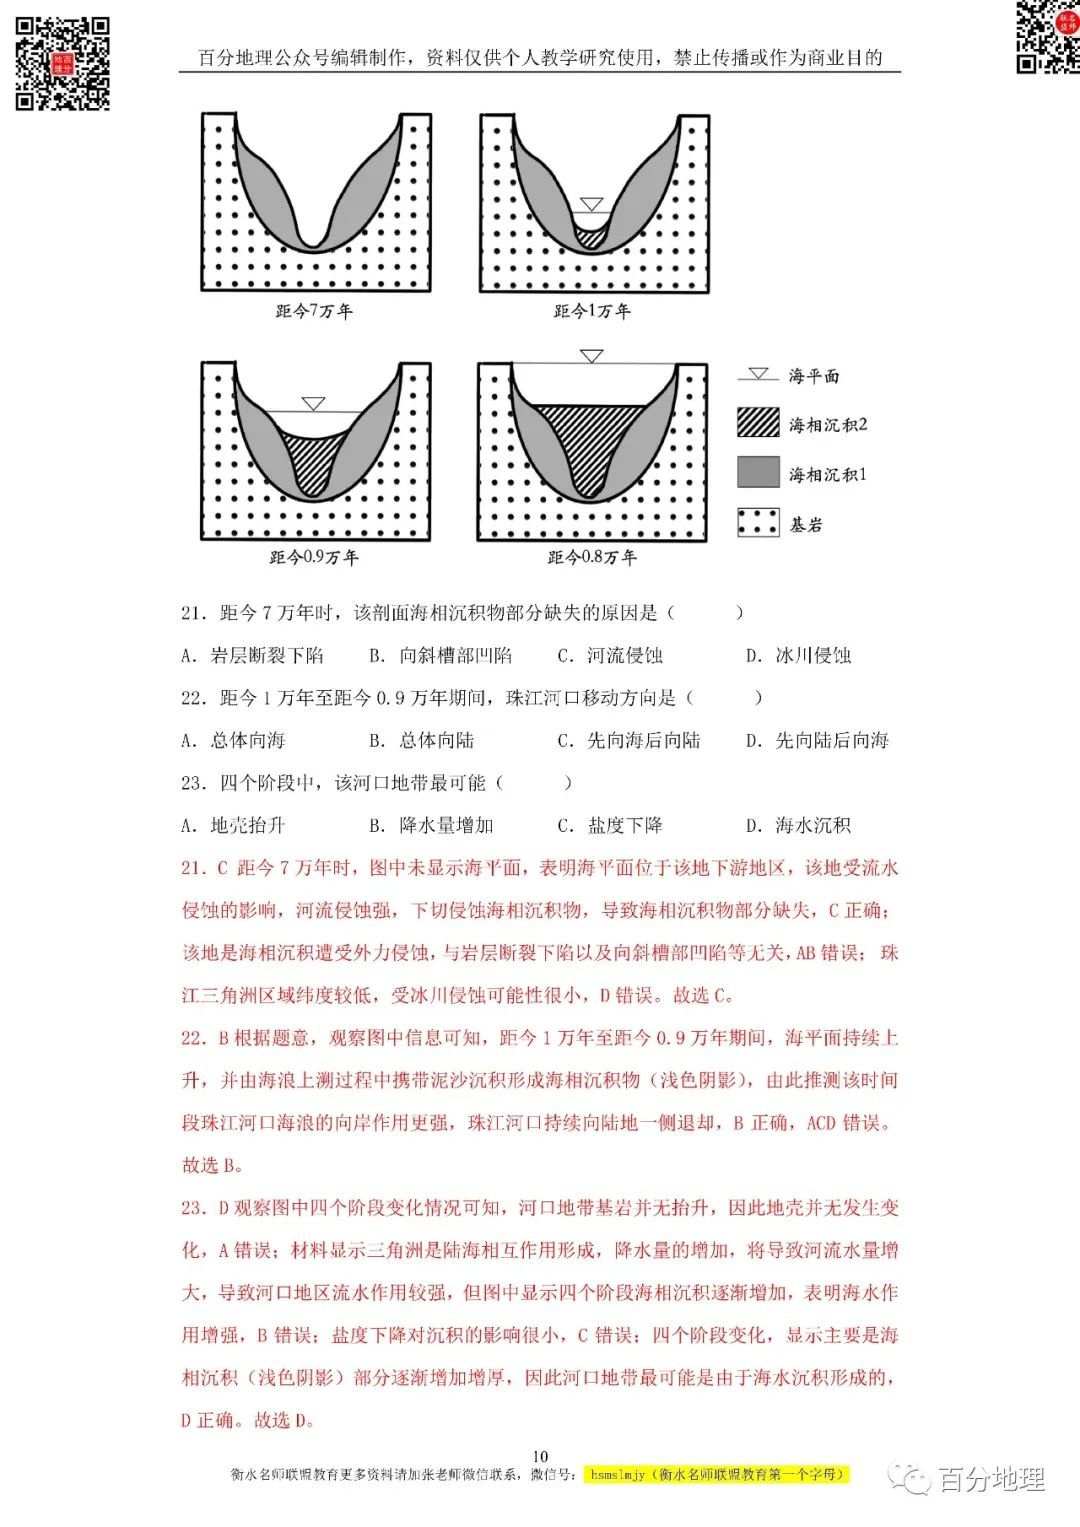 百分地理公众号编辑制作，资料仅供个人教学研究使用，禁止传播或作为商业目的
距今7万年
距今1万年
海平面
海相沉积2
海相沉积1
基岩
距今0.9万年
距今0.8万年
21．距今 7 万年时，该剖面海相沉积物部分缺失的原因是（　　）
A．岩层断裂下陷　B．向斜槽部凹陷　C．河流侵蚀　D．冰川侵蚀
22．距今 1 万年至距今 0.9 万年期间，珠江河口移动方向是（　　）
A．总体向海　B．总体向陆　C．先向海后向陆　D．先向陆后向海
23．四个阶段中，该河口地带最可能（　　）
A．地壳抬升　B．降水量增加　C．盐度下降　D．海水沉积
21．C 距今 7 万年时，图中未显示海平面，表明海平面位于该地下游地区，该地受流水
侵蚀的影响，河流侵蚀强，下切侵蚀海相沉积物，导致海相沉积物部分缺失，C 正确；
该地是海相沉积遭受外力侵蚀，与岩层断裂下陷以及向斜槽部凹陷等无关，AB 错误； 珠
江三角洲区域纬度较低，受冰川侵蚀可能性很小，D 错误。故选 C。
22．B 根据题意，观察图中信息可知，距今 1 万年至距今 0.9 万年期间，海平面持续上
升，并由海浪上溯过程中携带泥沙沉积形成海相沉积物（浅色阴影），由此推测该时间
段珠江河口海浪的向岸作用更强，珠江河口持续向陆地一侧退却，B 正确，ACD 错误。
故选 B。
23．D 观察图中四个阶段变化情况可知，河口地带基岩并无抬升，因此地壳并无发生变
化，A 错误；材料显示三角洲是陆海相互作用形成，降水量的增加，将导致河流水量增
大，导致河口地区流水作用较强，但图中显示四个阶段海相沉积逐渐增加，表明海水作
用增强，B 错误；盐度下降对沉积的影响很小，C 错误；四个阶段变化，显示主要是海
相沉积（浅色阴影）部分逐渐增加增厚，因此河口地带最可能是由于海水沉积形成的，
D 正确。故选 D。
10
衡水名师联盟教育更多资料请加张老师微信联系，微信号： hsmslmjy（衡水名师联盟教育第一个字母）
百分地理